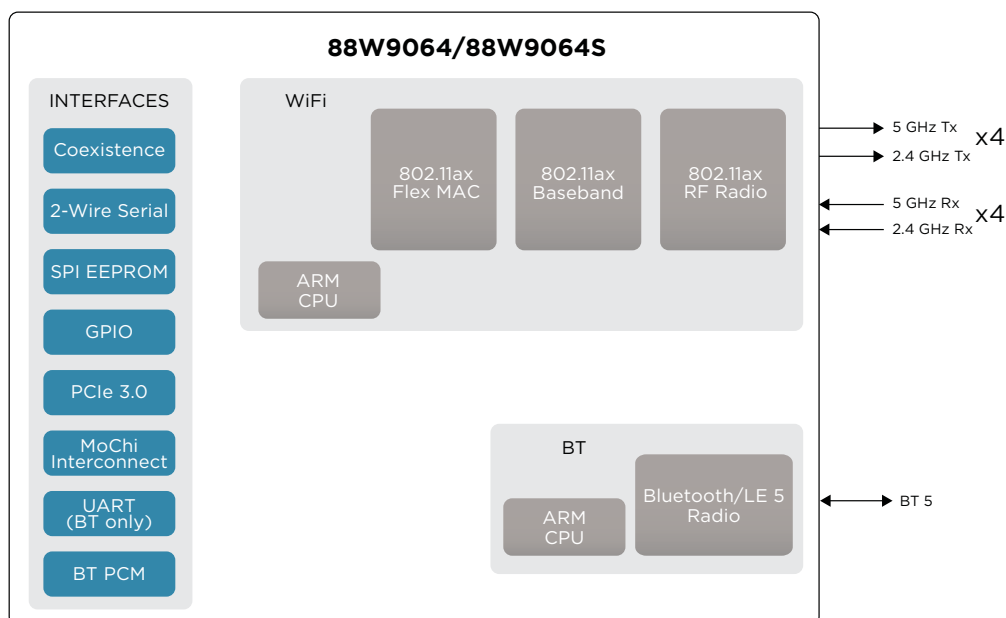 88W9064/88W9064S
INTERFACES
Coexistence
2-Wire Serial
SPI EEPROM
GPIO
PCIe 3.0
MoChi
Interconnect
UART
(BT only)
BT PCM
WiFi
802.11ax
Flex MAC
802.11ax
Baseband
802.11ax
RF Radio
ARM
CPU
5 GHz Tx
2.4 GHz Tx
x4
5 GHz Rx
2.4 GHz Rx
x4
BT
ARM
CPU
Bluetooth/LE 5
Radio
BT 5